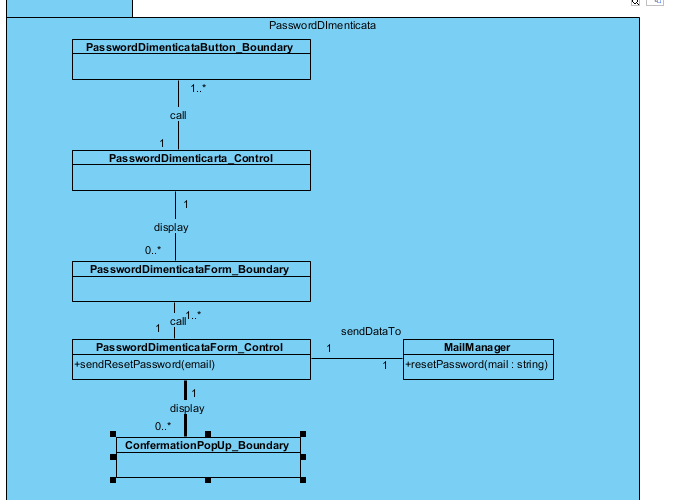 PasswordDImenticata
PasswordDimenticataButton_Boundary
1..*
call
1
PasswordDimenticarta_Control
1
display
0..*
PasswordDimenticataForm_Boundary
1..*
call
1
sendDataTo
PasswordDimenticataForm_Control
+sendResetPassword(email)
1
1
MailManager
+resetPassword(mail : string)
1
display
0..*
ConfermationPopUp_Boundary